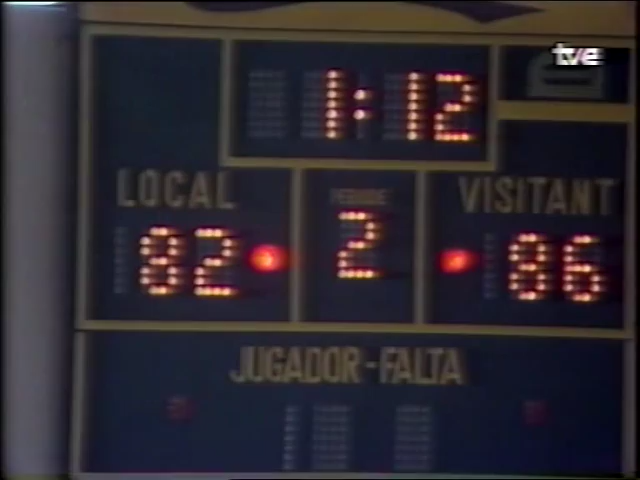 tve
1:12
LOCAL
VISITANT
PERIODE
82
2
86
JUGADOR-FALTA